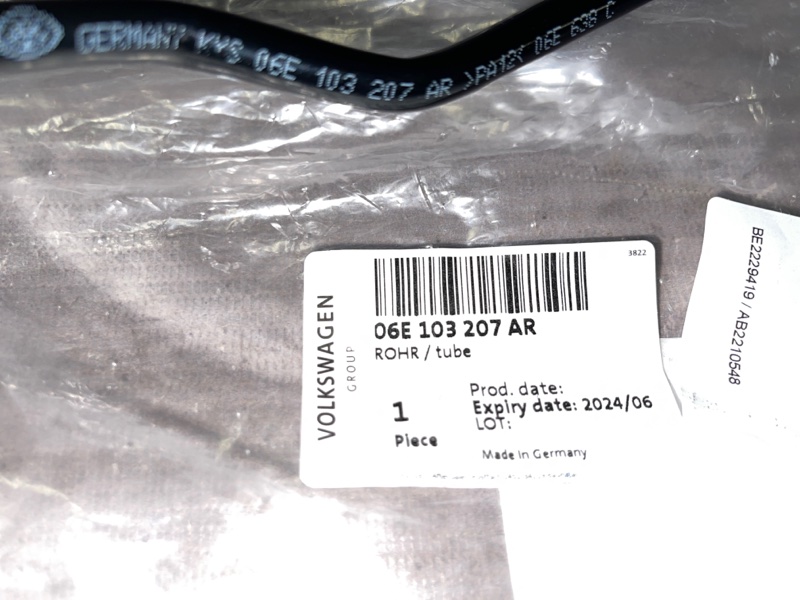 GERMANY KVS 06E 103 207 AR >PA12< 06E 638 C
3822
VOLKSWAGEN
GROUP
06E 103 207 AR
ROHR / tube
1
Piece
Prod. date:
Expiry date: 2024/06
LOT:
Made in Germany
BE2229419 / AB2210548